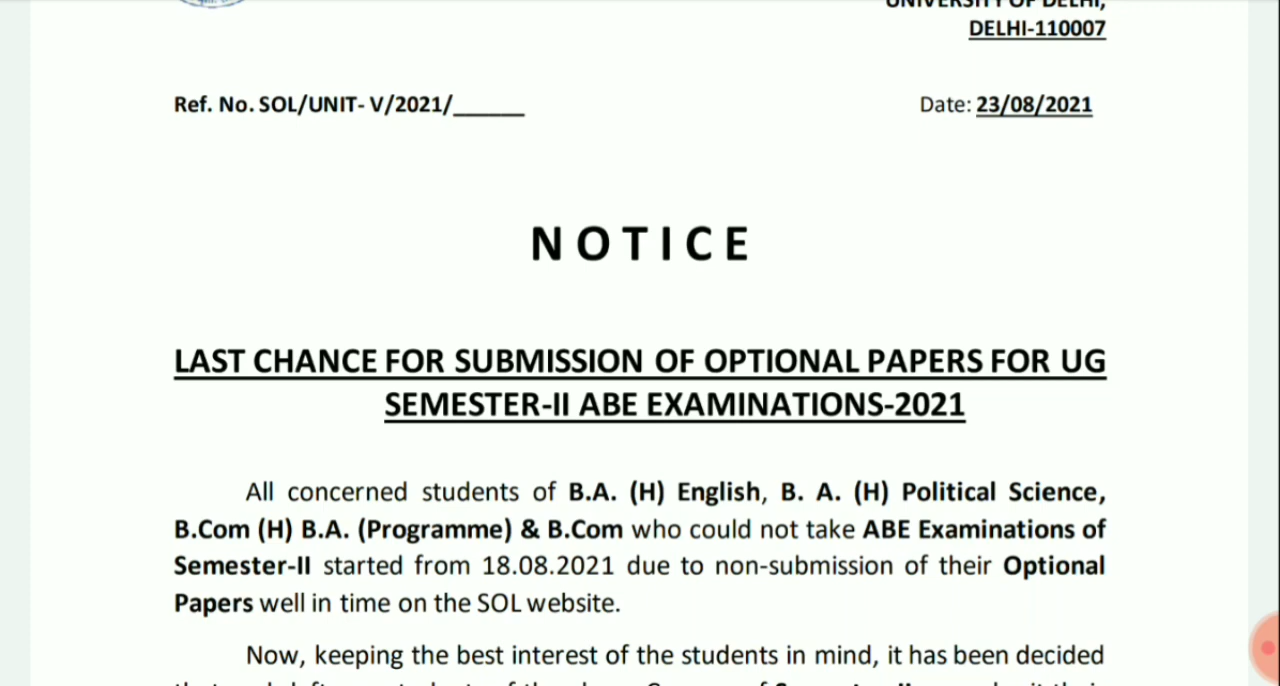 UNIVERSITY OF DELHI,
DELHI-110007
Ref. No. SOL/UNIT- V/2021/______
Date: 23/08/2021
NOTICE
LAST CHANCE FOR SUBMISSION OF OPTIONAL PAPERS FOR UG
SEMESTER-II ABE EXAMINATIONS-2021
All concerned students of B.A. (H) English, B. A. (H) Political Science,
B.Com (H) B.A. (Programme) & B.Com who could not take ABE Examinations of
Semester-II started from 18.08.2021 due to non-submission of their Optional
Papers well in time on the SOL website.
Now, keeping the best interest of the students in mind, it has been decided